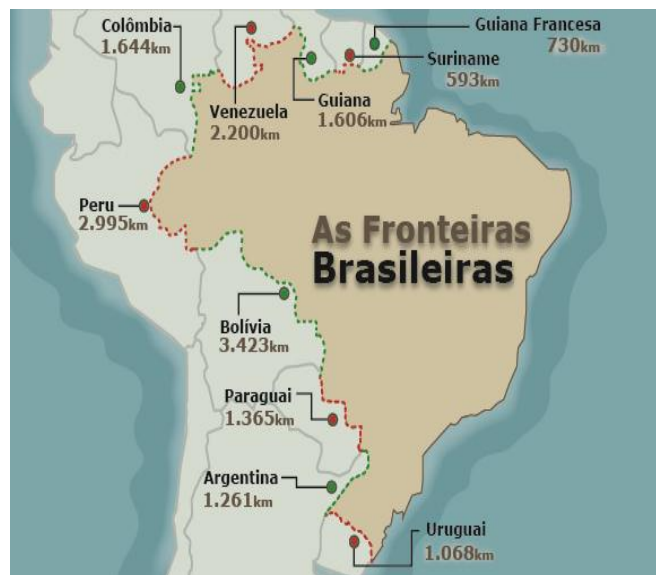 Colômbia
1.644km
Venezuela
2.200km
Guiana
1.606km
Guiana Francesa
730km
Suriname
593km
Peru
2.995km
As Fronteiras
Brasileiras
Bolívia
3.423km
Paraguai
1.365km
Argentina
1.261km
Uruguai
1.068km